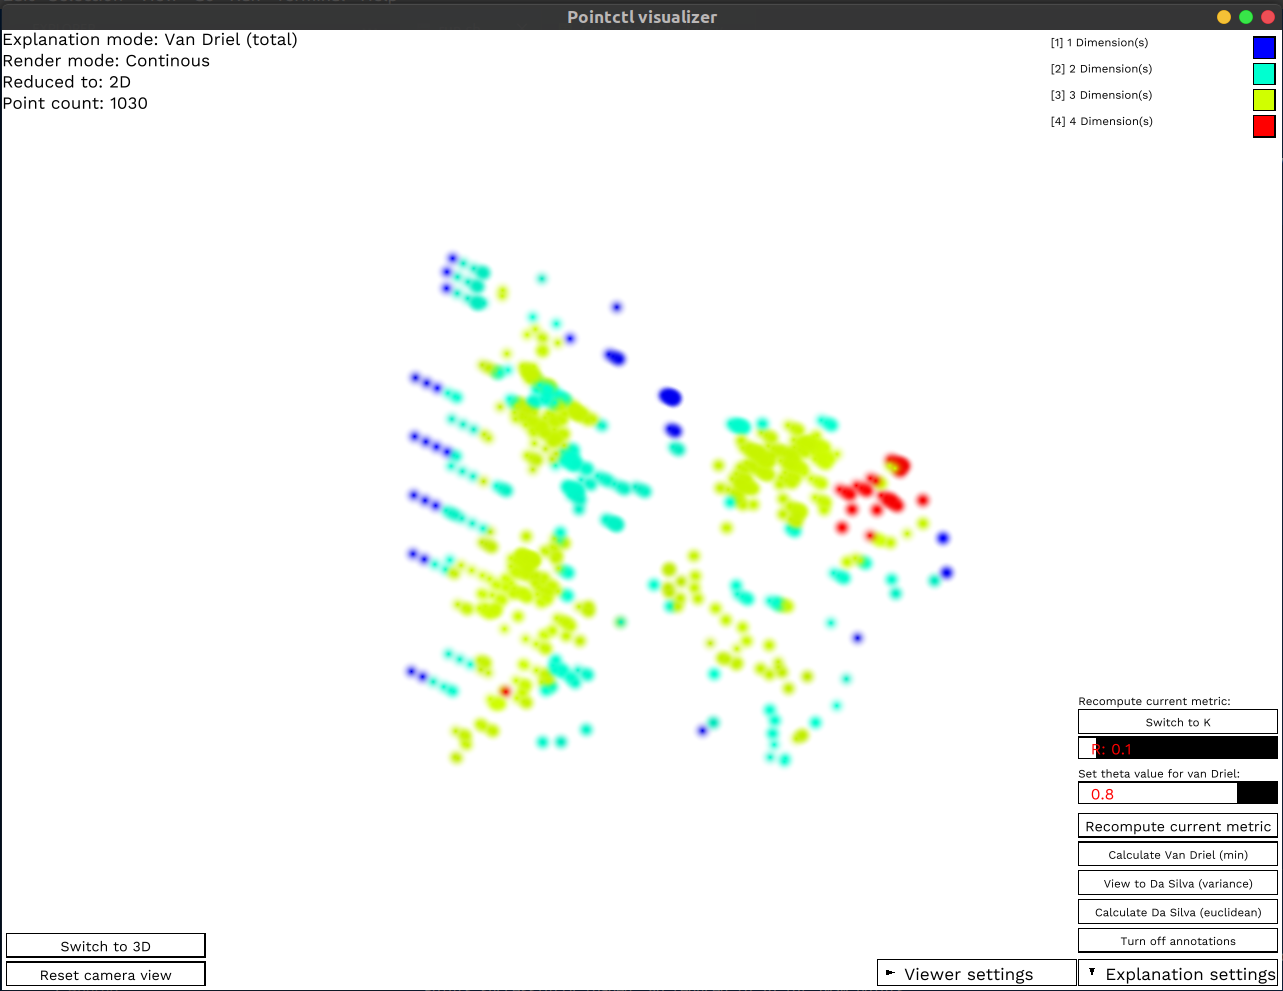 Pointctl visualizer
Explanation mode: Van Driel (total)
Render mode: Continous
Reduced to: 2D
Point count: 1030
[1] 1 Dimension(s)
[2] 2 Dimension(s)
[3] 3 Dimension(s)
[4] 4 Dimension(s)
Recompute current metric:
Switch to K
R: 0.1
Set theta value for van Driel:
0.8
Recompute current metric
Calculate Van Driel (min)
View to Da Silva (variance)
Calculate Da Silva (euclidean)
Turn off annotations
Switch to 3D
Reset camera view
Viewer settings
Explanation settings